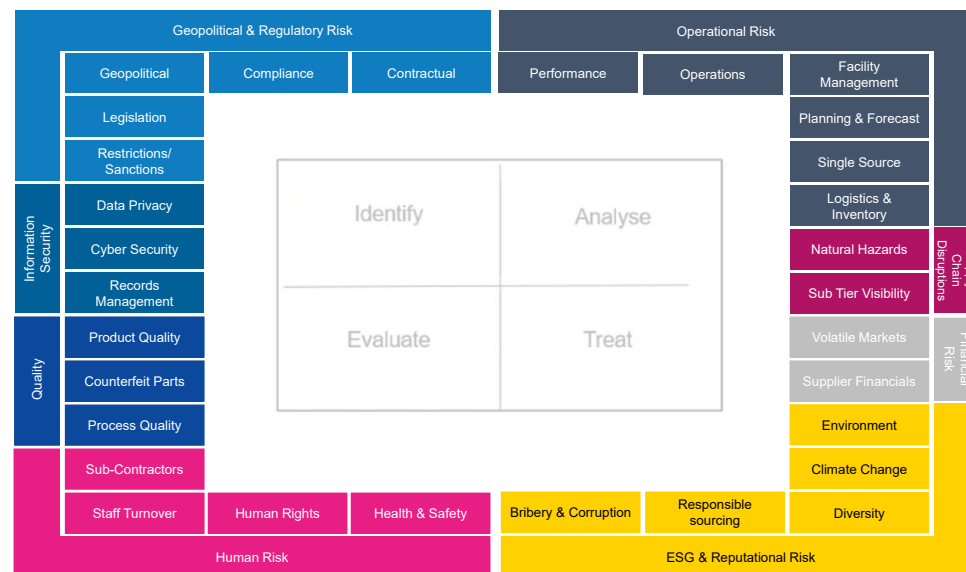 Geopolitical & Regulatory Risk
Operational Risk
Geopolitical
Compliance
Contractual
Performance
Operations
Facility
Management
Legislation
Planning & Forecast
Restrictions/
Sanctions
Single Source
Information
Security
Data Privacy
Logistics &
Inventory
Cyber Security
Natural Hazards
Chain
Disruptions
Records
Management
Sub Tier Visibility
Identify
Analyse
Evaluate
Treat
Quality
Product Quality
Volatile Markets
Financial
Risk
Counterfeit Parts
Supplier Financials
Process Quality
Environment
Sub-Contractors
Climate Change
Staff Turnover
Human Rights
Health & Safety
Bribery & Corruption
Responsible
sourcing
Diversity
Human Risk
ESG & Reputational Risk